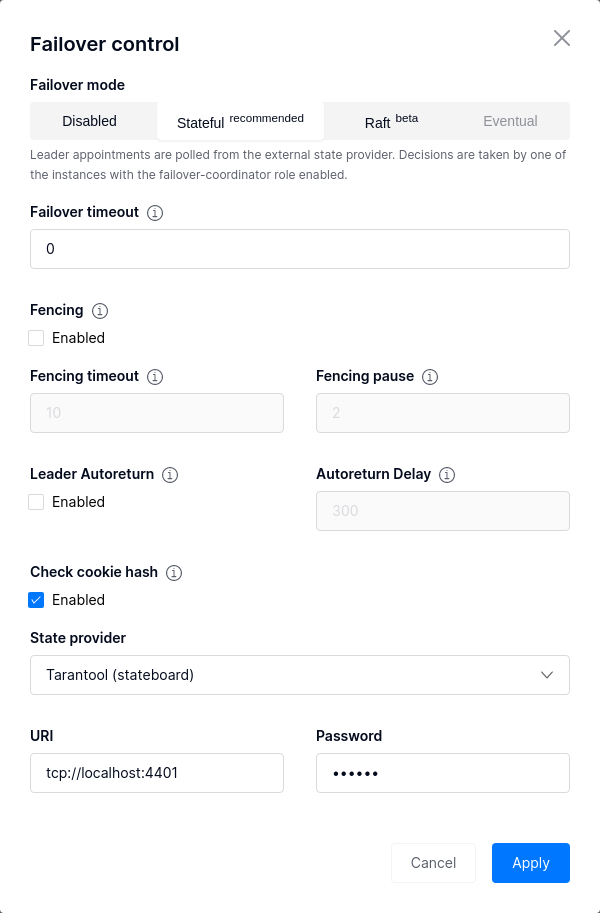 Failover control
Failover mode
Disabled Stateful recommended Raft beta Eventual
Leader appointments are polled from the external state provider. Decisions are taken by one of
the instances with the failover-coordinator role enabled.
Failover timeout
0
Fencing
Enabled
Fencing timeout Fencing pause
10 2
Leader Autoreturn Autoreturn Delay
Enabled 300
Check cookie hash
Enabled
State provider
Tarantool (stateboard)
URI Password
tcp://localhost:4401 ••••••
Cancel Apply